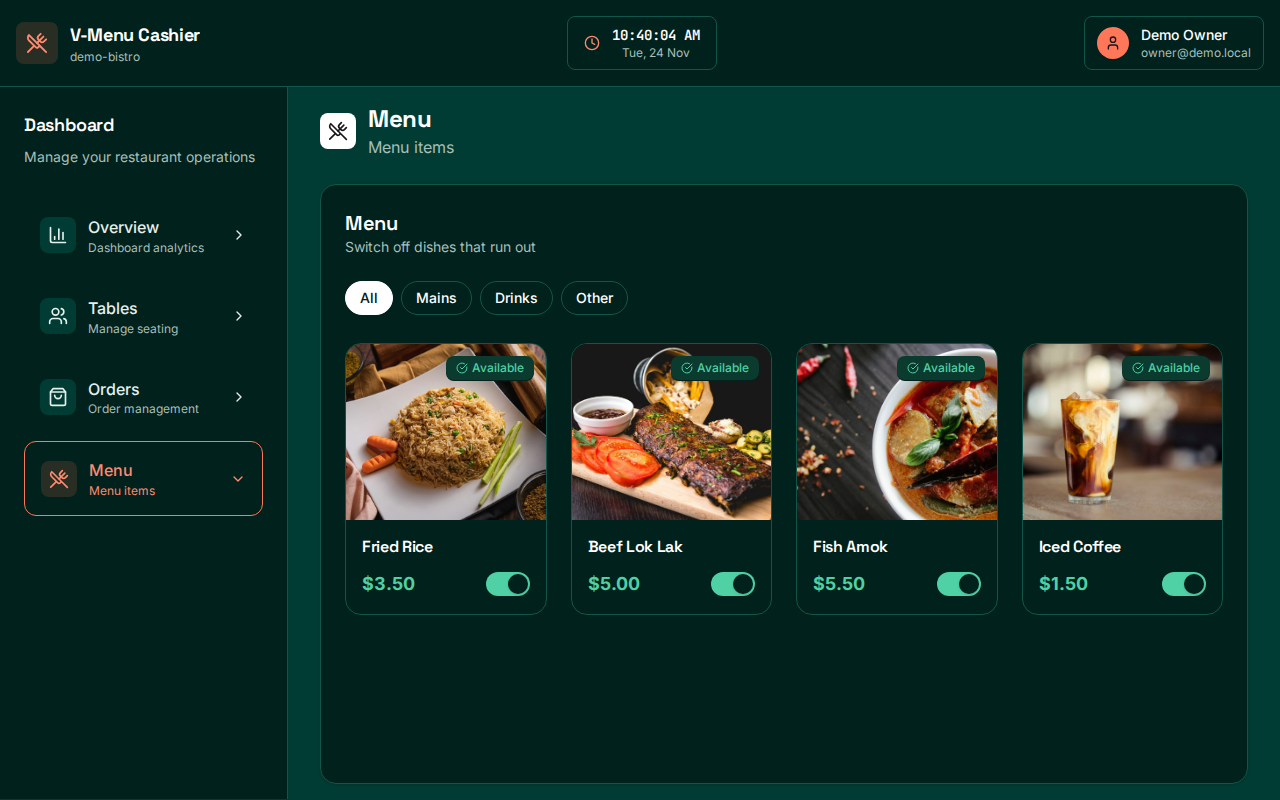 V-Menu Cashier
demo-bistro
10:40:04 AM
Tue, 24 Nov
Demo Owner
owner@demo.local
Dashboard
Manage your restaurant operations
Overview
Dashboard analytics
Tables
Manage seating
Orders
Order management
Menu
Menu items
Menu
Menu items
Menu
Switch off dishes that run out
All
Mains
Drinks
Other
Available
Fried Rice
$3.50
Available
Beef Lok Lak
$5.00
Available
Fish Amok
$5.50
Available
Iced Coffee
$1.50